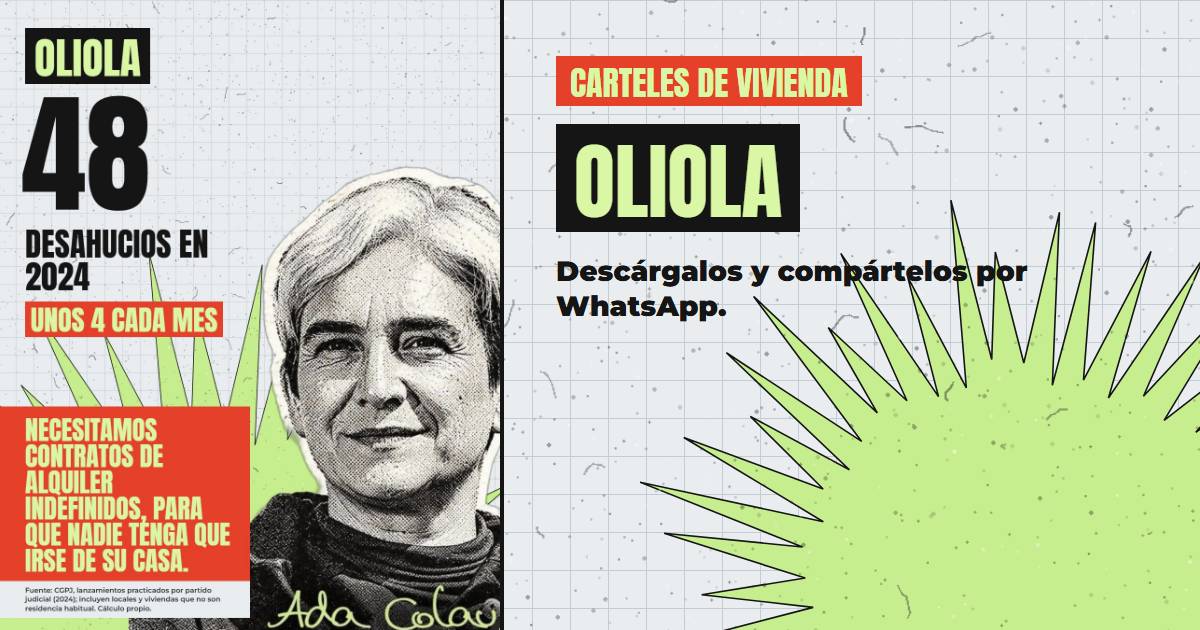 OLIOLA
48
DESAHUCIOS EN
2024
UNOS 4 CADA MES
NECESITAMOS
CONTRATOS DE
ALQUILER
INDEFINIDOS, PARA
QUE NADIE TENGA QUE
IRSE DE SU CASA.
Fuente: CGPJ, lanzamientos practicados por partido
judicial (2024); incluyen locales y viviendas que no son
residencia habitual. Cálculo propio.
Ada Colau
CARTELES DE VIVIENDA
OLIOLA
Descárgalos y compártelos por
WhatsApp.